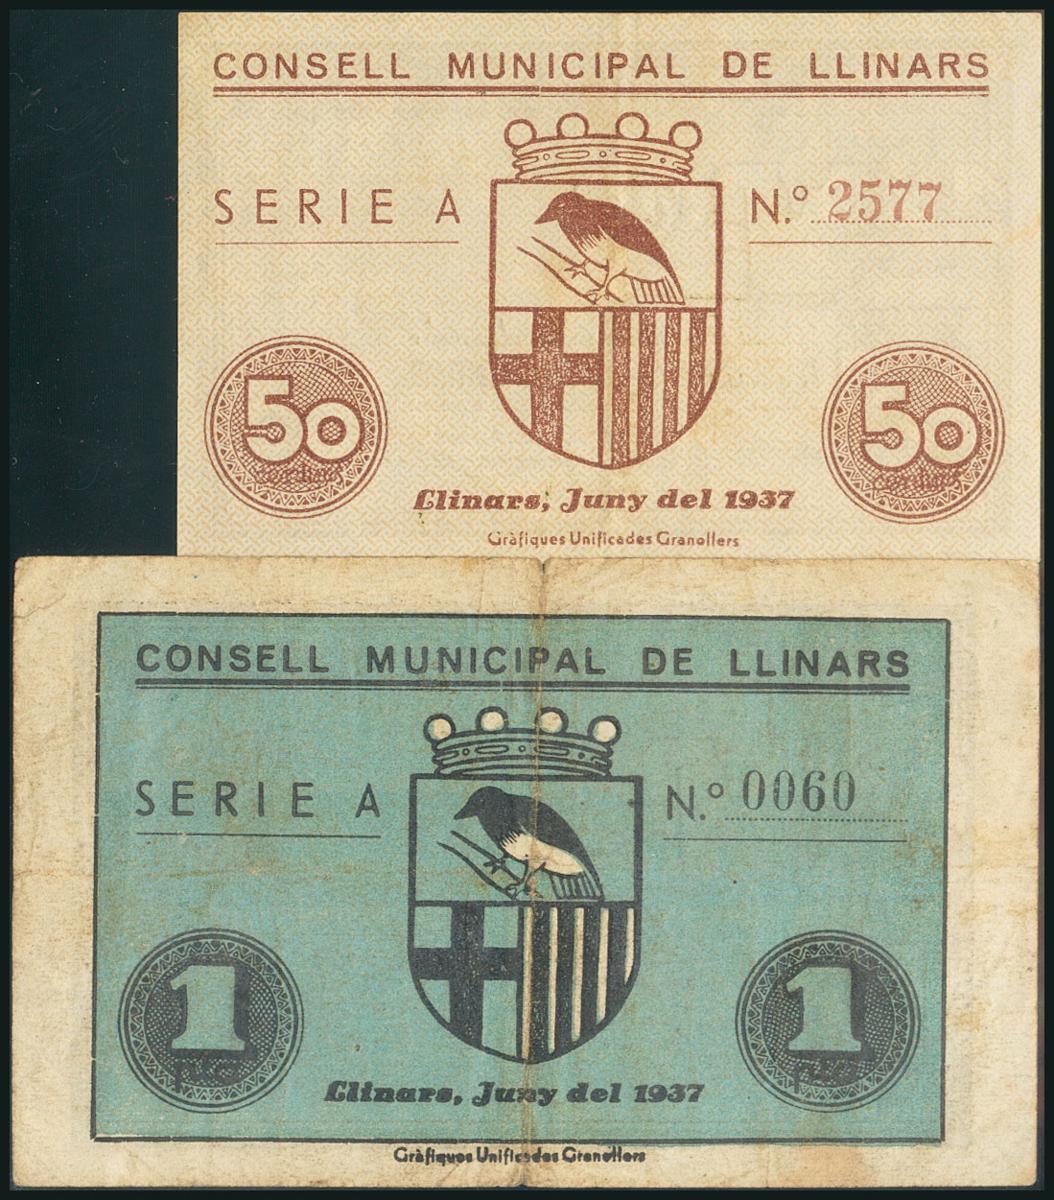 CONSELL MUNICIPAL DE LLINARS
SERIE A N.º 2577
50 50
Llinars, Juny del 1937
Gràfiques Unificades Granollers
CONSELL MUNICIPAL DE LLINARS
SERIE A N.º 0060
1 1
Llinars, Juny del 1937
Gràfiques Unificades Granollers